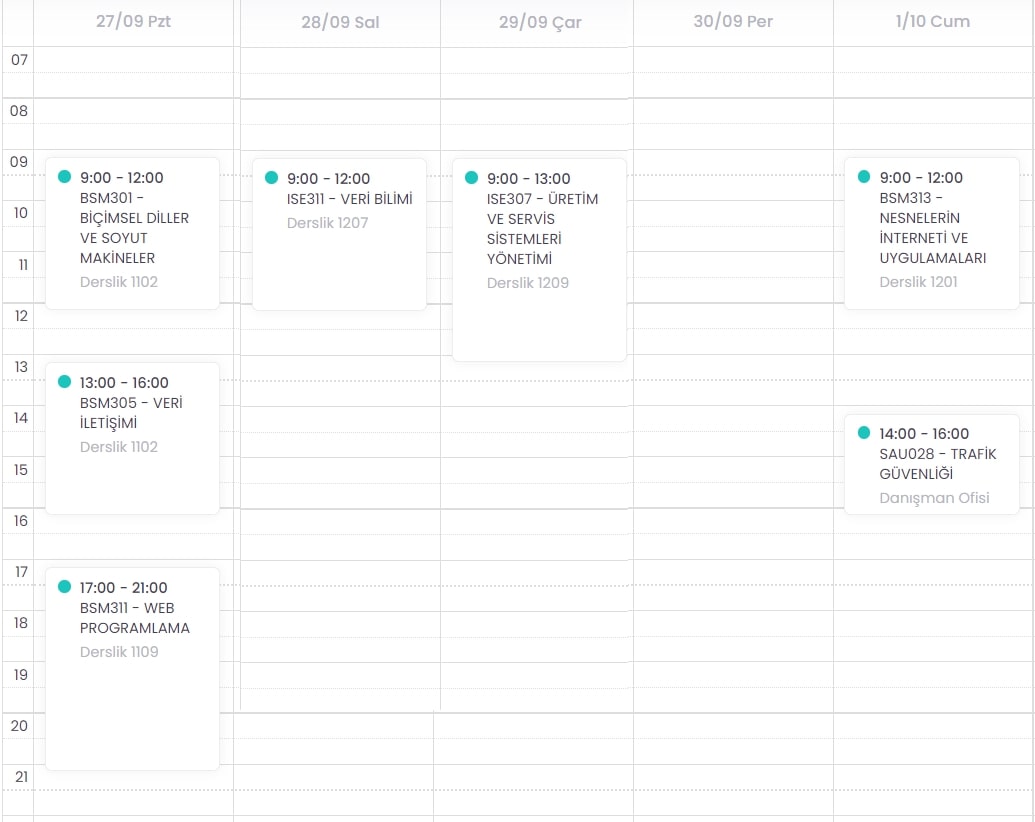 27/09 Pzt
28/09 Sal
29/09 Çar
30/09 Per
1/10 Cum
07
08
09
10
11
12
13
14
15
16
17
18
19
20
21
9:00 - 12:00
BSM301 -
BİÇİMSEL DİLLER
VE SOYUT
MAKİNELER
Derslik 1102
13:00 - 16:00
BSM305 - VERİ
İLETİŞİMİ
Derslik 1102
17:00 - 21:00
BSM311 - WEB
PROGRAMLAMA
Derslik 1109
9:00 - 12:00
ISE311 - VERİ BİLİMİ
Derslik 1207
9:00 - 13:00
ISE307 - ÜRETİM
VE SERVİS
SİSTEMLERİ
YÖNETİMİ
Derslik 1209
9:00 - 12:00
BSM313 -
NESNELERİN
İNTERNETİ VE
UYGULAMALARI
Derslik 1201
14:00 - 16:00
SAU028 - TRAFİK
GÜVENLİĞİ
Danışman Ofisi